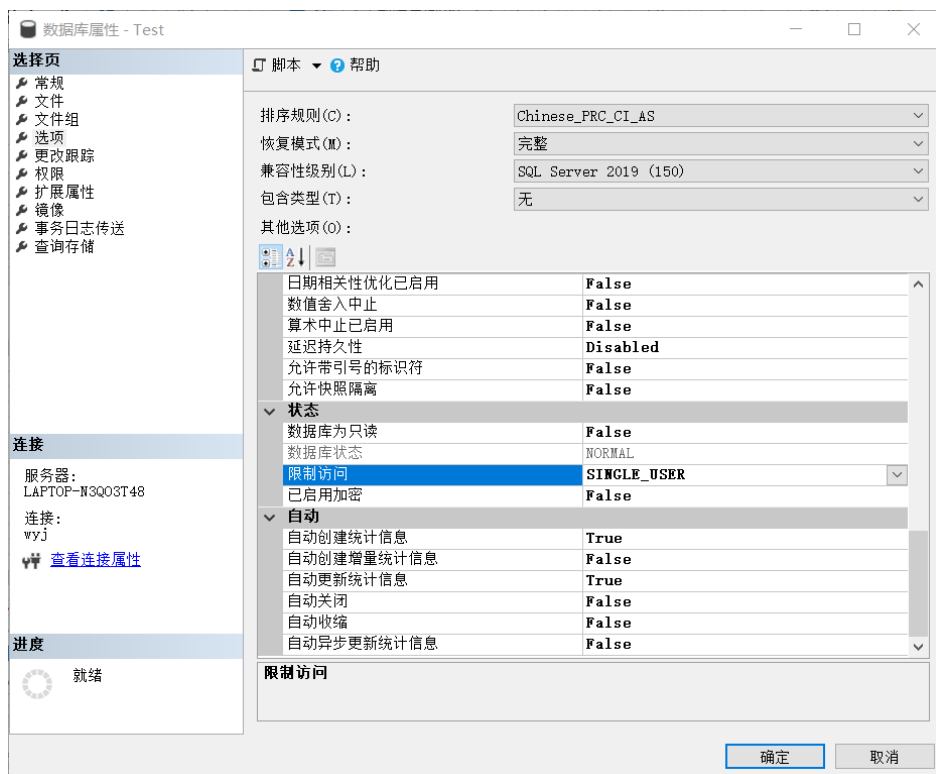 数据库属性 - Test
选择页
常规
文件
文件组
选项
更改跟踪
权限
扩展属性
镜像
事务日志传送
查询存储
脚本 帮助
排序规则(C): Chinese_PRC_CI_AS
恢复模式(M): 完整
兼容性级别(L): SQL Server 2019 (150)
包含类型(T): 无
其他选项(O):
日期相关性优化已启用 False
数值舍入中止 False
算术中止已启用 False
延迟持久性 Disabled
允许带引号的标识符 False
允许快照隔离 False
状态
数据库为只读 False
数据库状态 NORMAL
限制访问 SINGLE_USER
已启用加密 False
自动
自动创建统计信息 True
自动创建增量统计信息 False
自动更新统计信息 True
自动关闭 False
自动收缩 False
自动异步更新统计信息 False
限制访问
连接
服务器:
LAPTOP-N3QO3T48
连接:
wyj
查看连接属性
进度
就绪
确定 取消